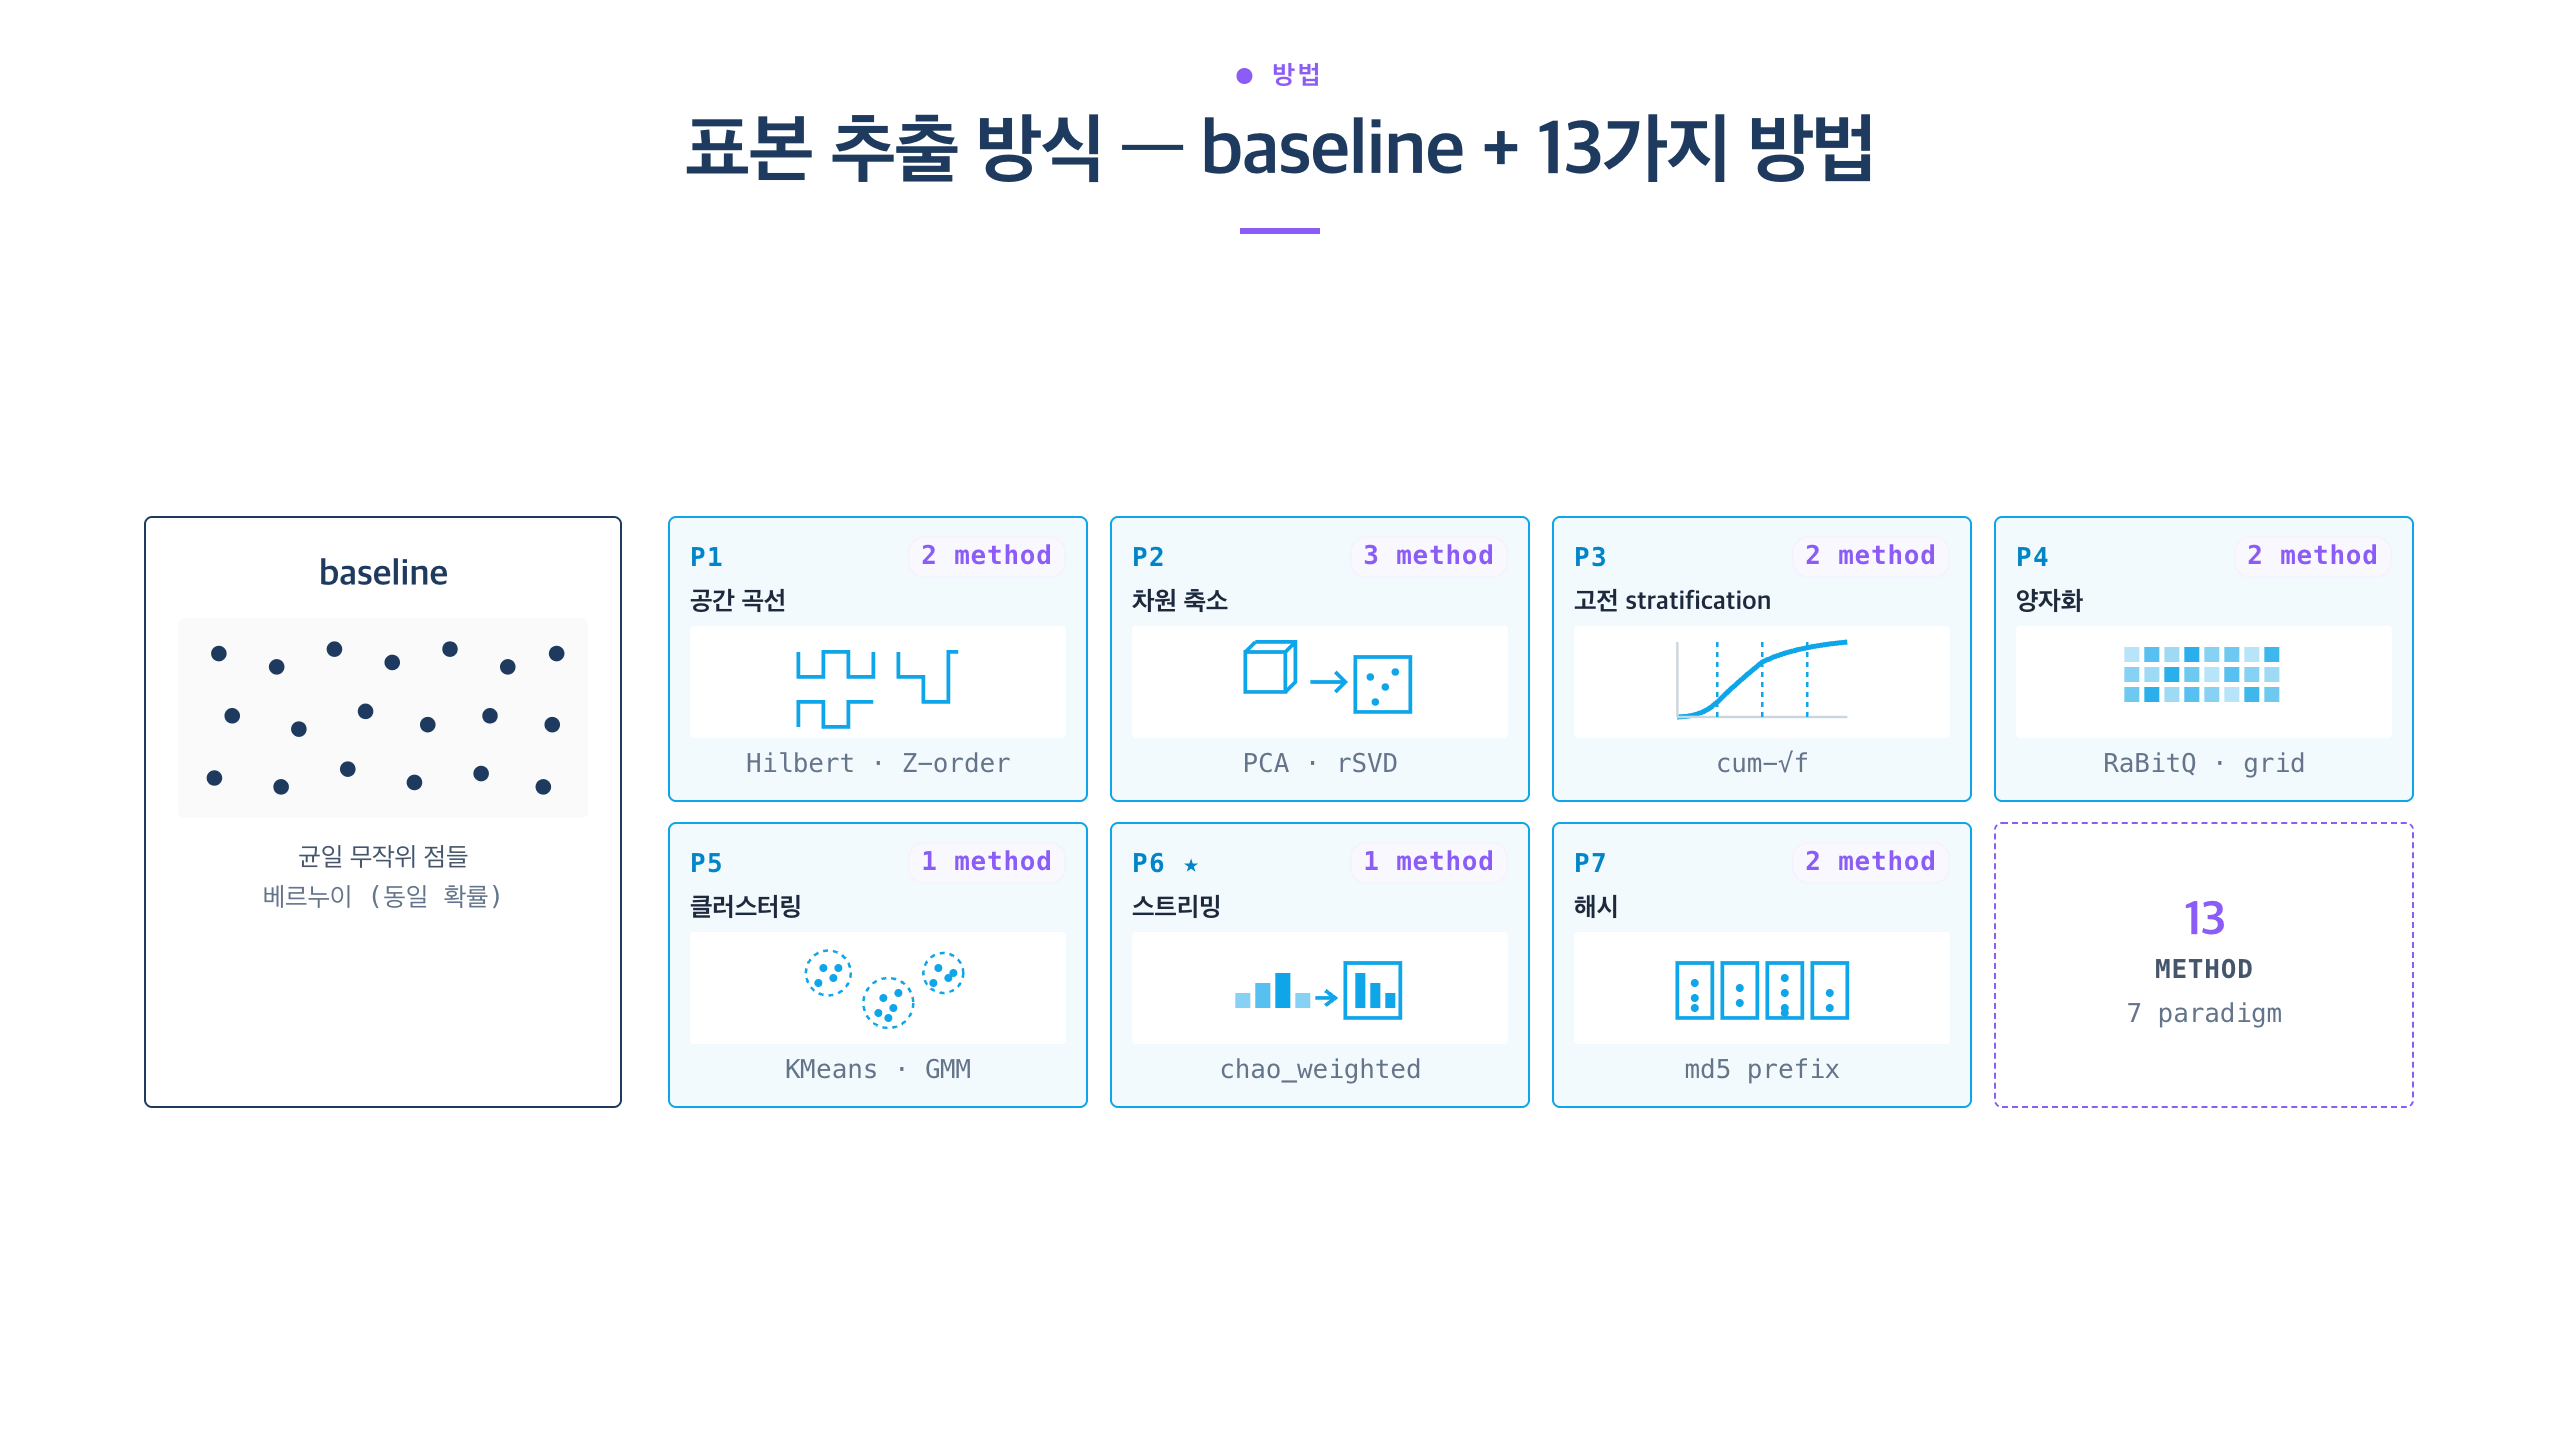 방법
표본 추출 방식 — baseline + 13가지 방법
baseline
균일 무작위 점들
베르누이 (동일 확률)
P1
2 method
공간 곡선
Hilbert · Z-order
P2
3 method
차원 축소
PCA · rSVD
P3
2 method
고전 stratification
cum-√f
P4
2 method
양자화
RaBitQ · grid
P5
1 method
클러스터링
KMeans · GMM
P6 ★
1 method
스트리밍
chao_weighted
P7
2 method
해시
md5 prefix
13
METHOD
7 paradigm